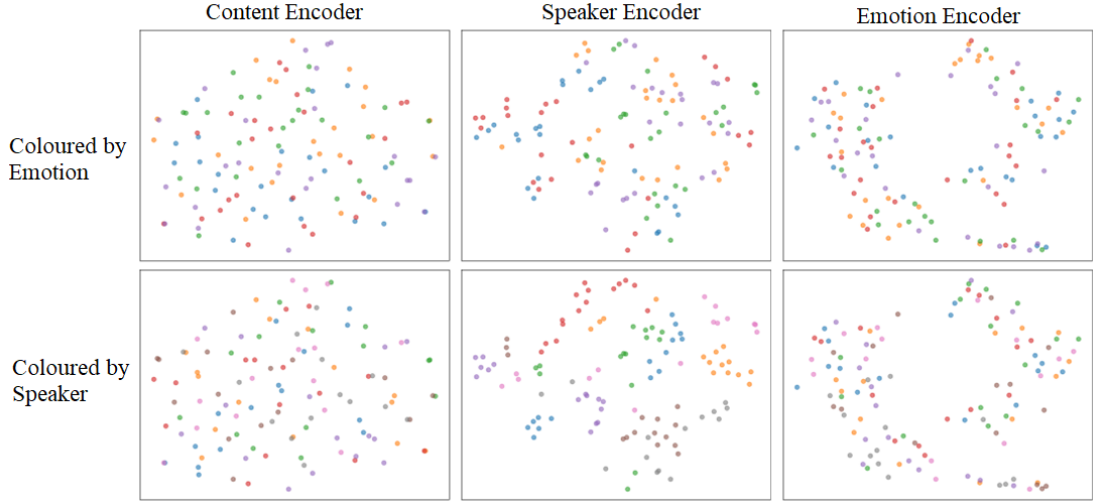 Content Encoder
Speaker Encoder
Emotion Encoder
Coloured by
Emotion
Coloured by
Speaker